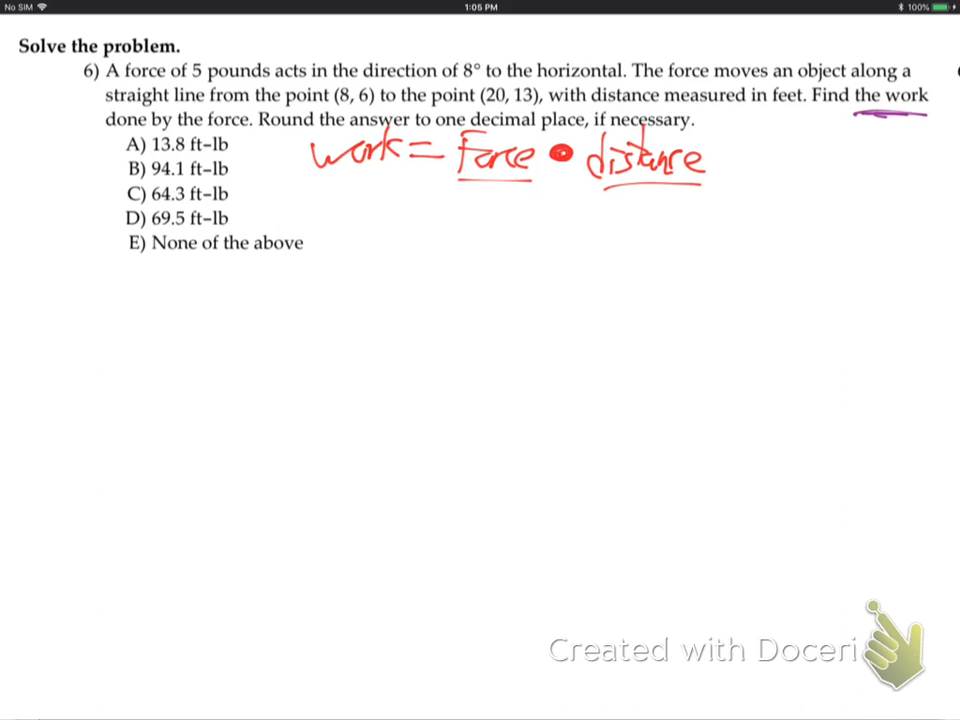 No SIM 1:05 PM 100%
Solve the problem.
6) A force of 5 pounds acts in the direction of 8° to the horizontal. The force moves an object along a
straight line from the point (8, 6) to the point (20, 13), with distance measured in feet. Find the work
done by the force. Round the answer to one decimal place, if necessary.
A) 13.8 ft-lb
work = Force • distance
B) 94.1 ft-lb
C) 64.3 ft-lb
D) 69.5 ft-lb
E) None of the above
Created with Doceri